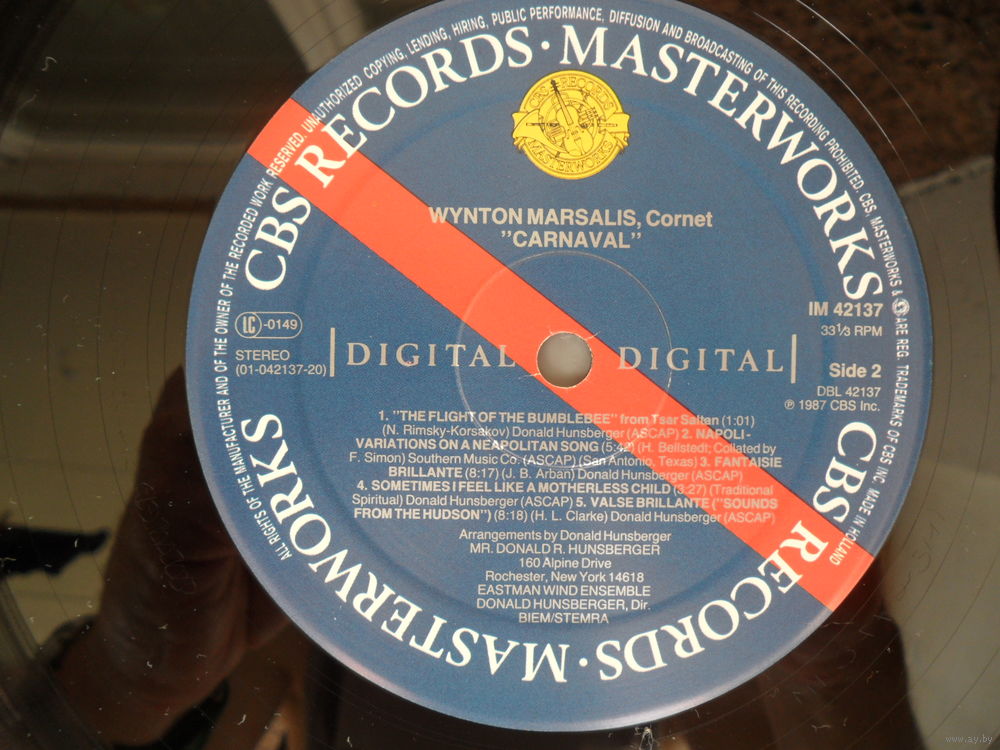 ALL RIGHTS OF THE MANUFACTURER AND OF THE OWNER OF THE RECORDED WORK RESERVED. UNAUTHORIZED COPYING, LENDING, HIRING, PUBLIC PERFORMANCE, DIFFUSION AND BROADCASTING OF THIS RECORDING PROHIBITED. CBS, MASTERWORKS & ARE REG. TRADEMARKS OF CBS INC. MADE IN HOLLAND
CBS RECORDS · MASTERWORKS
CBS RECORDS · MASTERWORKS
CBS RECORDS
MASTERWORKS
WYNTON MARSALIS, Cornet
"CARNAVAL"
IM 42137
33⅓ RPM
LC-0149
STEREO
(01-042137-20)
DIGITAL DIGITAL
Side 2
DBL 42137
℗ 1987 CBS Inc.
1. "THE FLIGHT OF THE BUMBLEBEE" from Tsar Saltan (1:01)
(N. Rimsky-Korsakov) Donald Hunsberger (ASCAP) 2. NAPOLI -
VARIATIONS ON A NEAPOLITAN SONG (5:42) (H. Bellstedt; Collated by
F. Simon) Southern Music Co. (ASCAP) (San Antonio, Texas) 3. FANTAISIE
BRILLANTE (8:17) (J. B. Arban) Donald Hunsberger (ASCAP)
4. SOMETIMES I FEEL LIKE A MOTHERLESS CHILD (3:27) (Traditional
Spiritual) Donald Hunsberger (ASCAP) 5. VALSE BRILLANTE ("SOUNDS
FROM THE HUDSON") (8:18) (H. L. Clarke) Donald Hunsberger (ASCAP)
Arrangements by Donald Hunsberger
MR. DONALD R. HUNSBERGER
160 Alpine Drive
Rochester, New York 14618
EASTMAN WIND ENSEMBLE
DONALD HUNSBERGER, Dir.
BIEM/STEMRA
www.ay.by